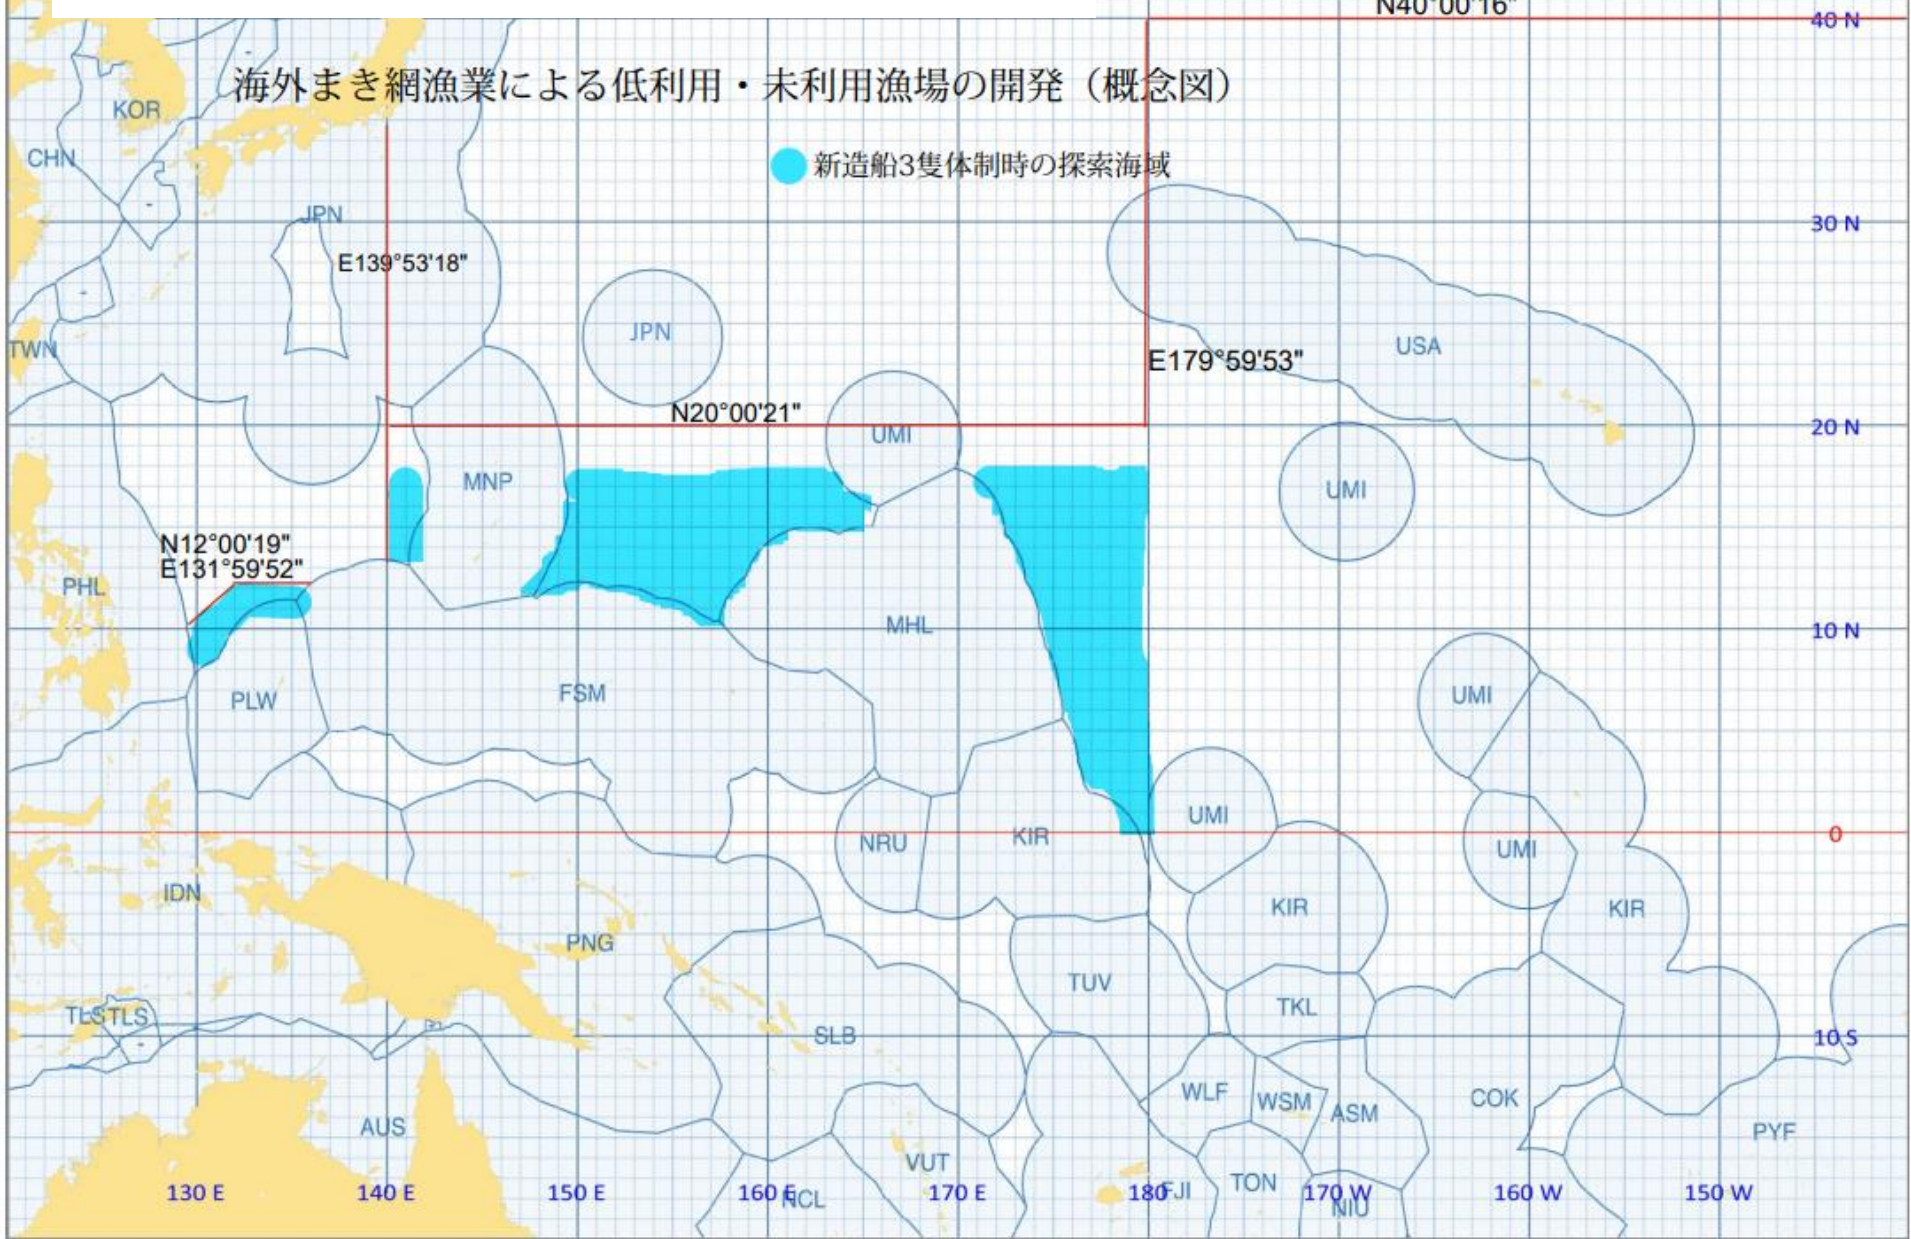 N40°00'16"
40 N
海外まき網漁業による低利用・未利用漁場の開発（概念図）
KOR
CHN
新造船3隻体制時の探索海域
JPN
30 N
E139°53'18"
JPN
TWN
USA
E179°59'53"
N20°00'21"
UMI
20 N
MNP
UMI
N12°00'19"
E131°59'52"
PHL
MHL
10 N
PLW
FSM
UMI
UMI
NRU
KIR
0
UMI
IDN
KIR
KIR
PNG
TUV
TKL
TLS
TLS
SLB
10 S
WLF
WSM
ASM
COK
AUS
PYF
VUT
TON
130 E
140 E
150 E
160 E
170 E
180
170 W
160 W
150 W
NCL
FJI
NIU